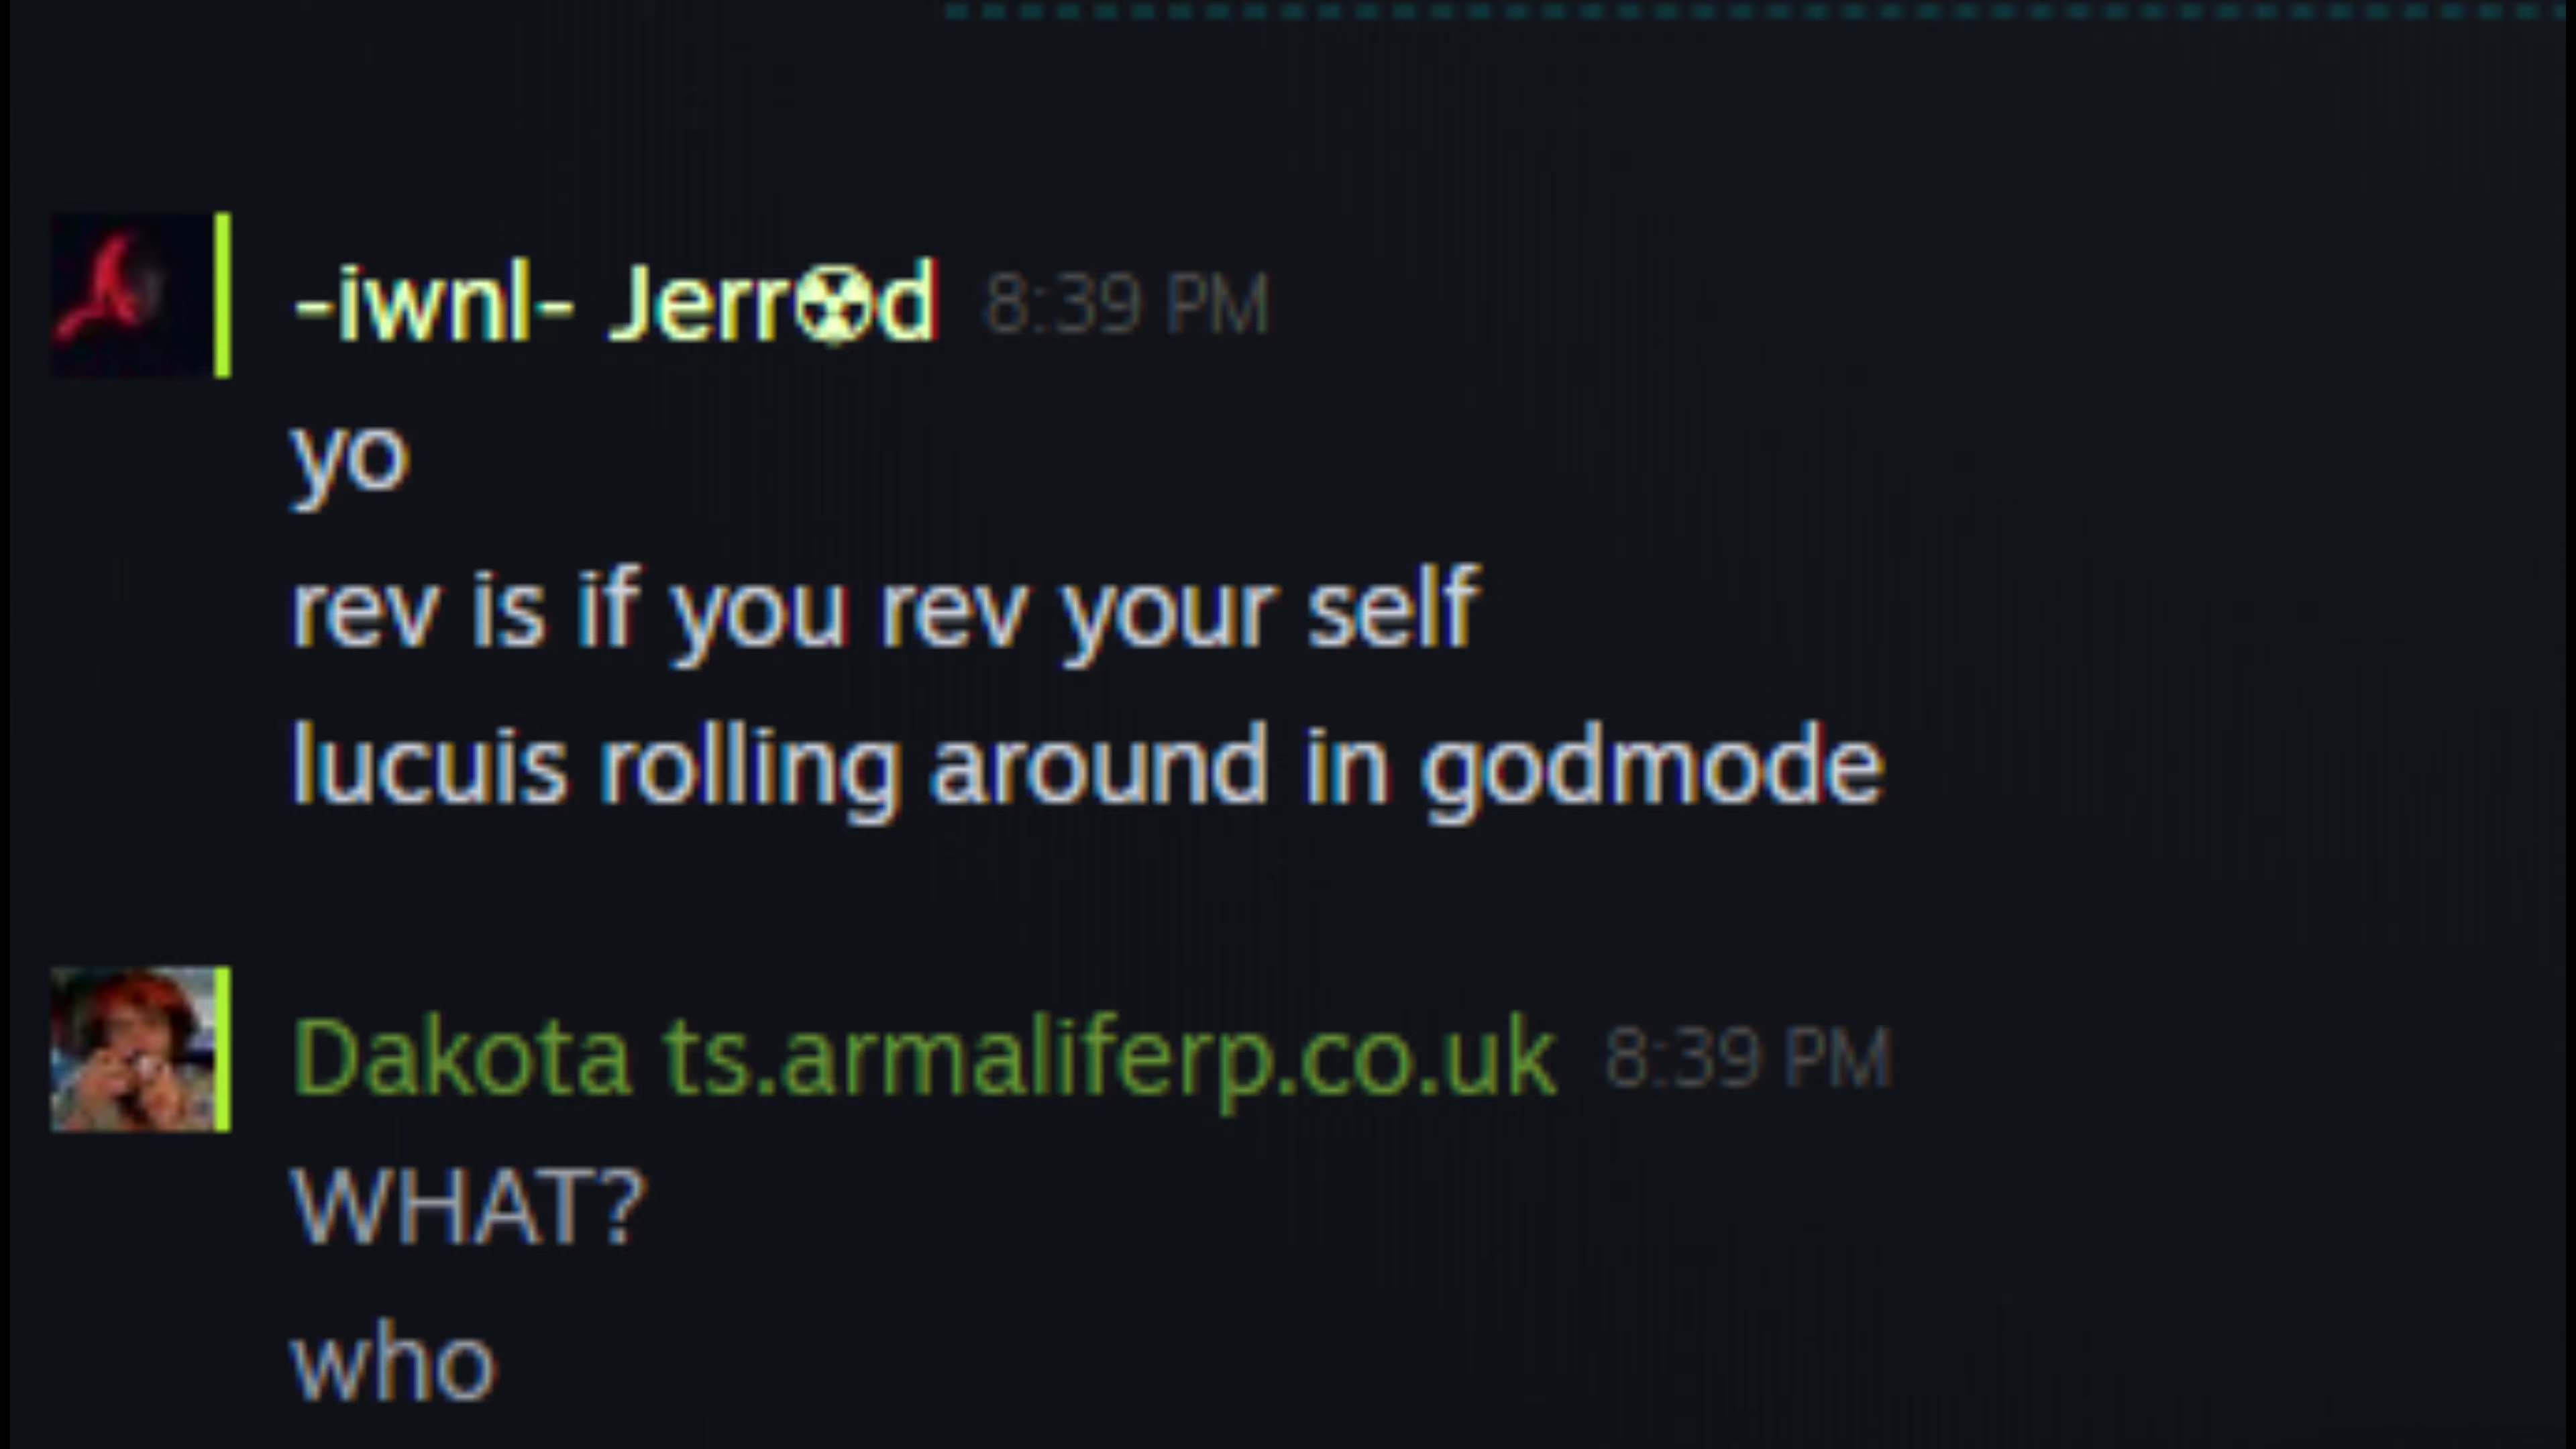 -iwnl- Jerr☢d 8:39 PM
yo
rev is if you rev your self
lucuis rolling around in godmode
Dakota ts.armaliferp.co.uk 8:39 PM
WHAT?
who